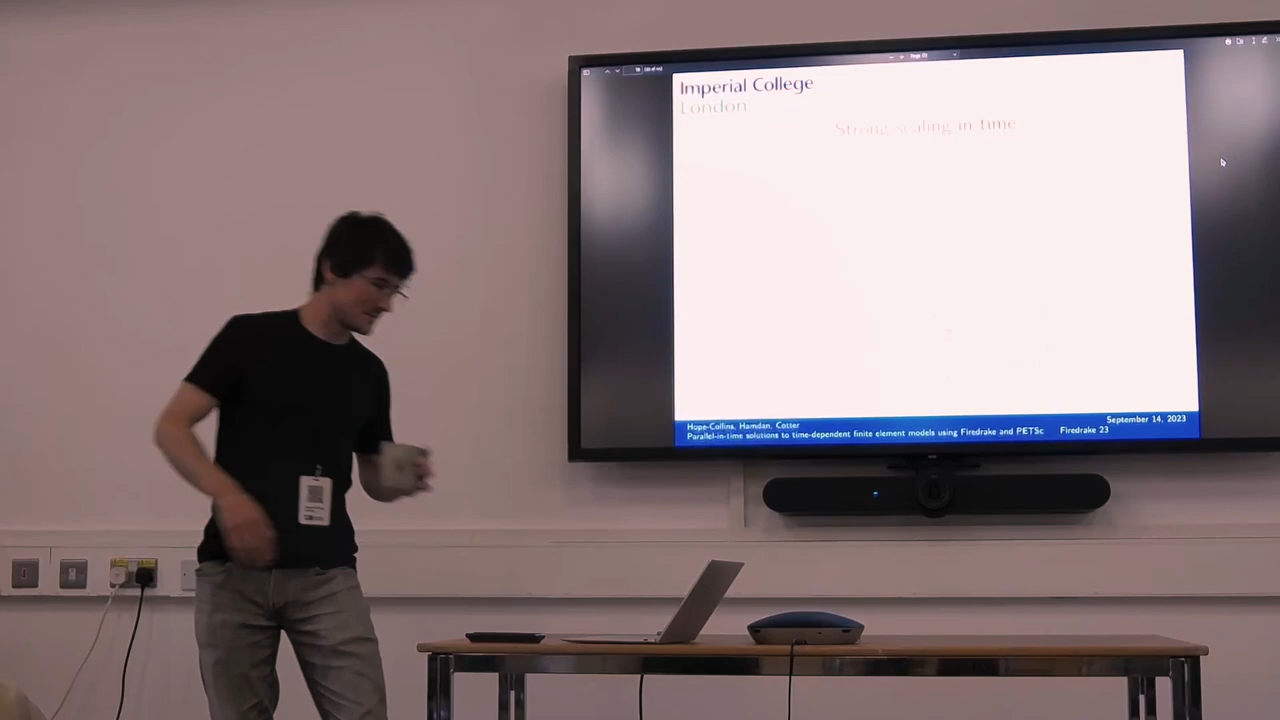 Imperial College
London
Strong scaling in time
Hope-Collins, Hamdan, Cotter
September 14, 2023
Parallel-in-time solutions to time-dependent finite element models using Firedrake and PETSc
Firedrake 23